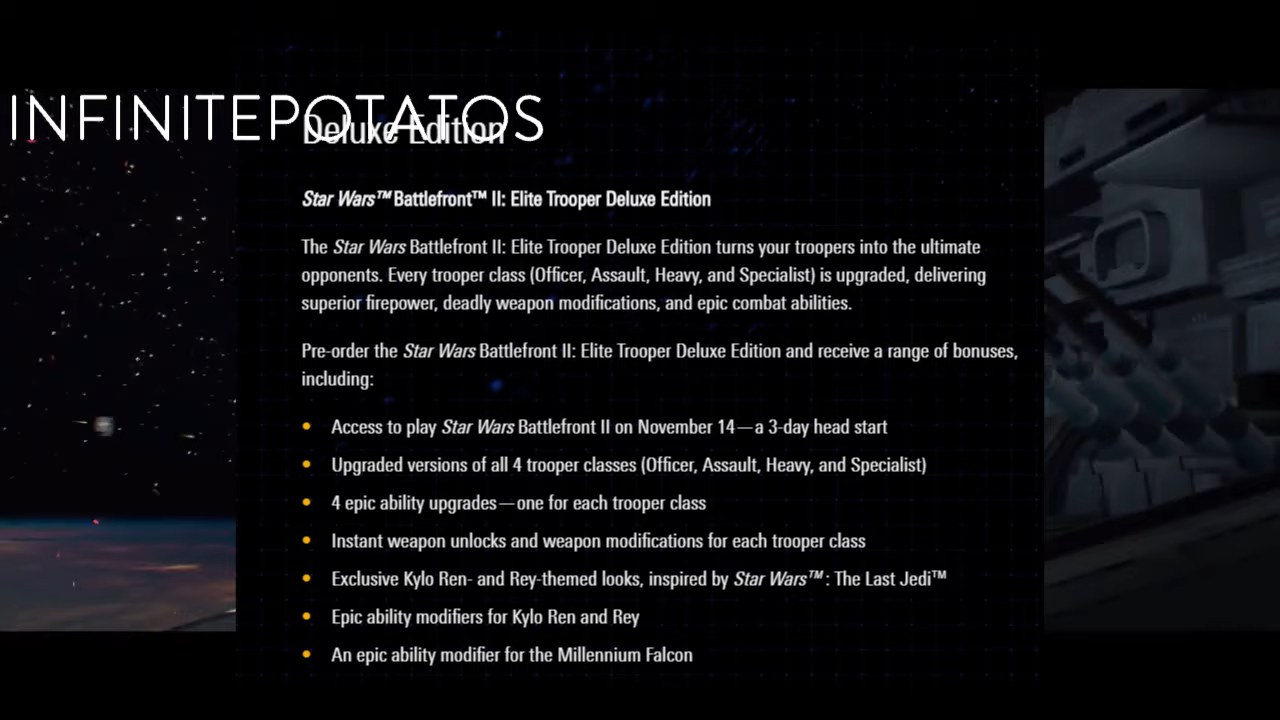 INFINITEPOTATOS
Deluxe Edition
Star Wars™ Battlefront™ II: Elite Trooper Deluxe Edition
The Star Wars Battlefront II: Elite Trooper Deluxe Edition turns your troopers into the ultimate
opponents. Every trooper class (Officer, Assault, Heavy, and Specialist) is upgraded, delivering
superior firepower, deadly weapon modifications, and epic combat abilities.
Pre-order the Star Wars Battlefront II: Elite Trooper Deluxe Edition and receive a range of bonuses,
including:
• Access to play Star Wars Battlefront II on November 14—a 3-day head start
• Upgraded versions of all 4 trooper classes (Officer, Assault, Heavy, and Specialist)
• 4 epic ability upgrades—one for each trooper class
• Instant weapon unlocks and weapon modifications for each trooper class
• Exclusive Kylo Ren- and Rey-themed looks, inspired by Star Wars™: The Last Jedi™
• Epic ability modifiers for Kylo Ren and Rey
• An epic ability modifier for the Millennium Falcon